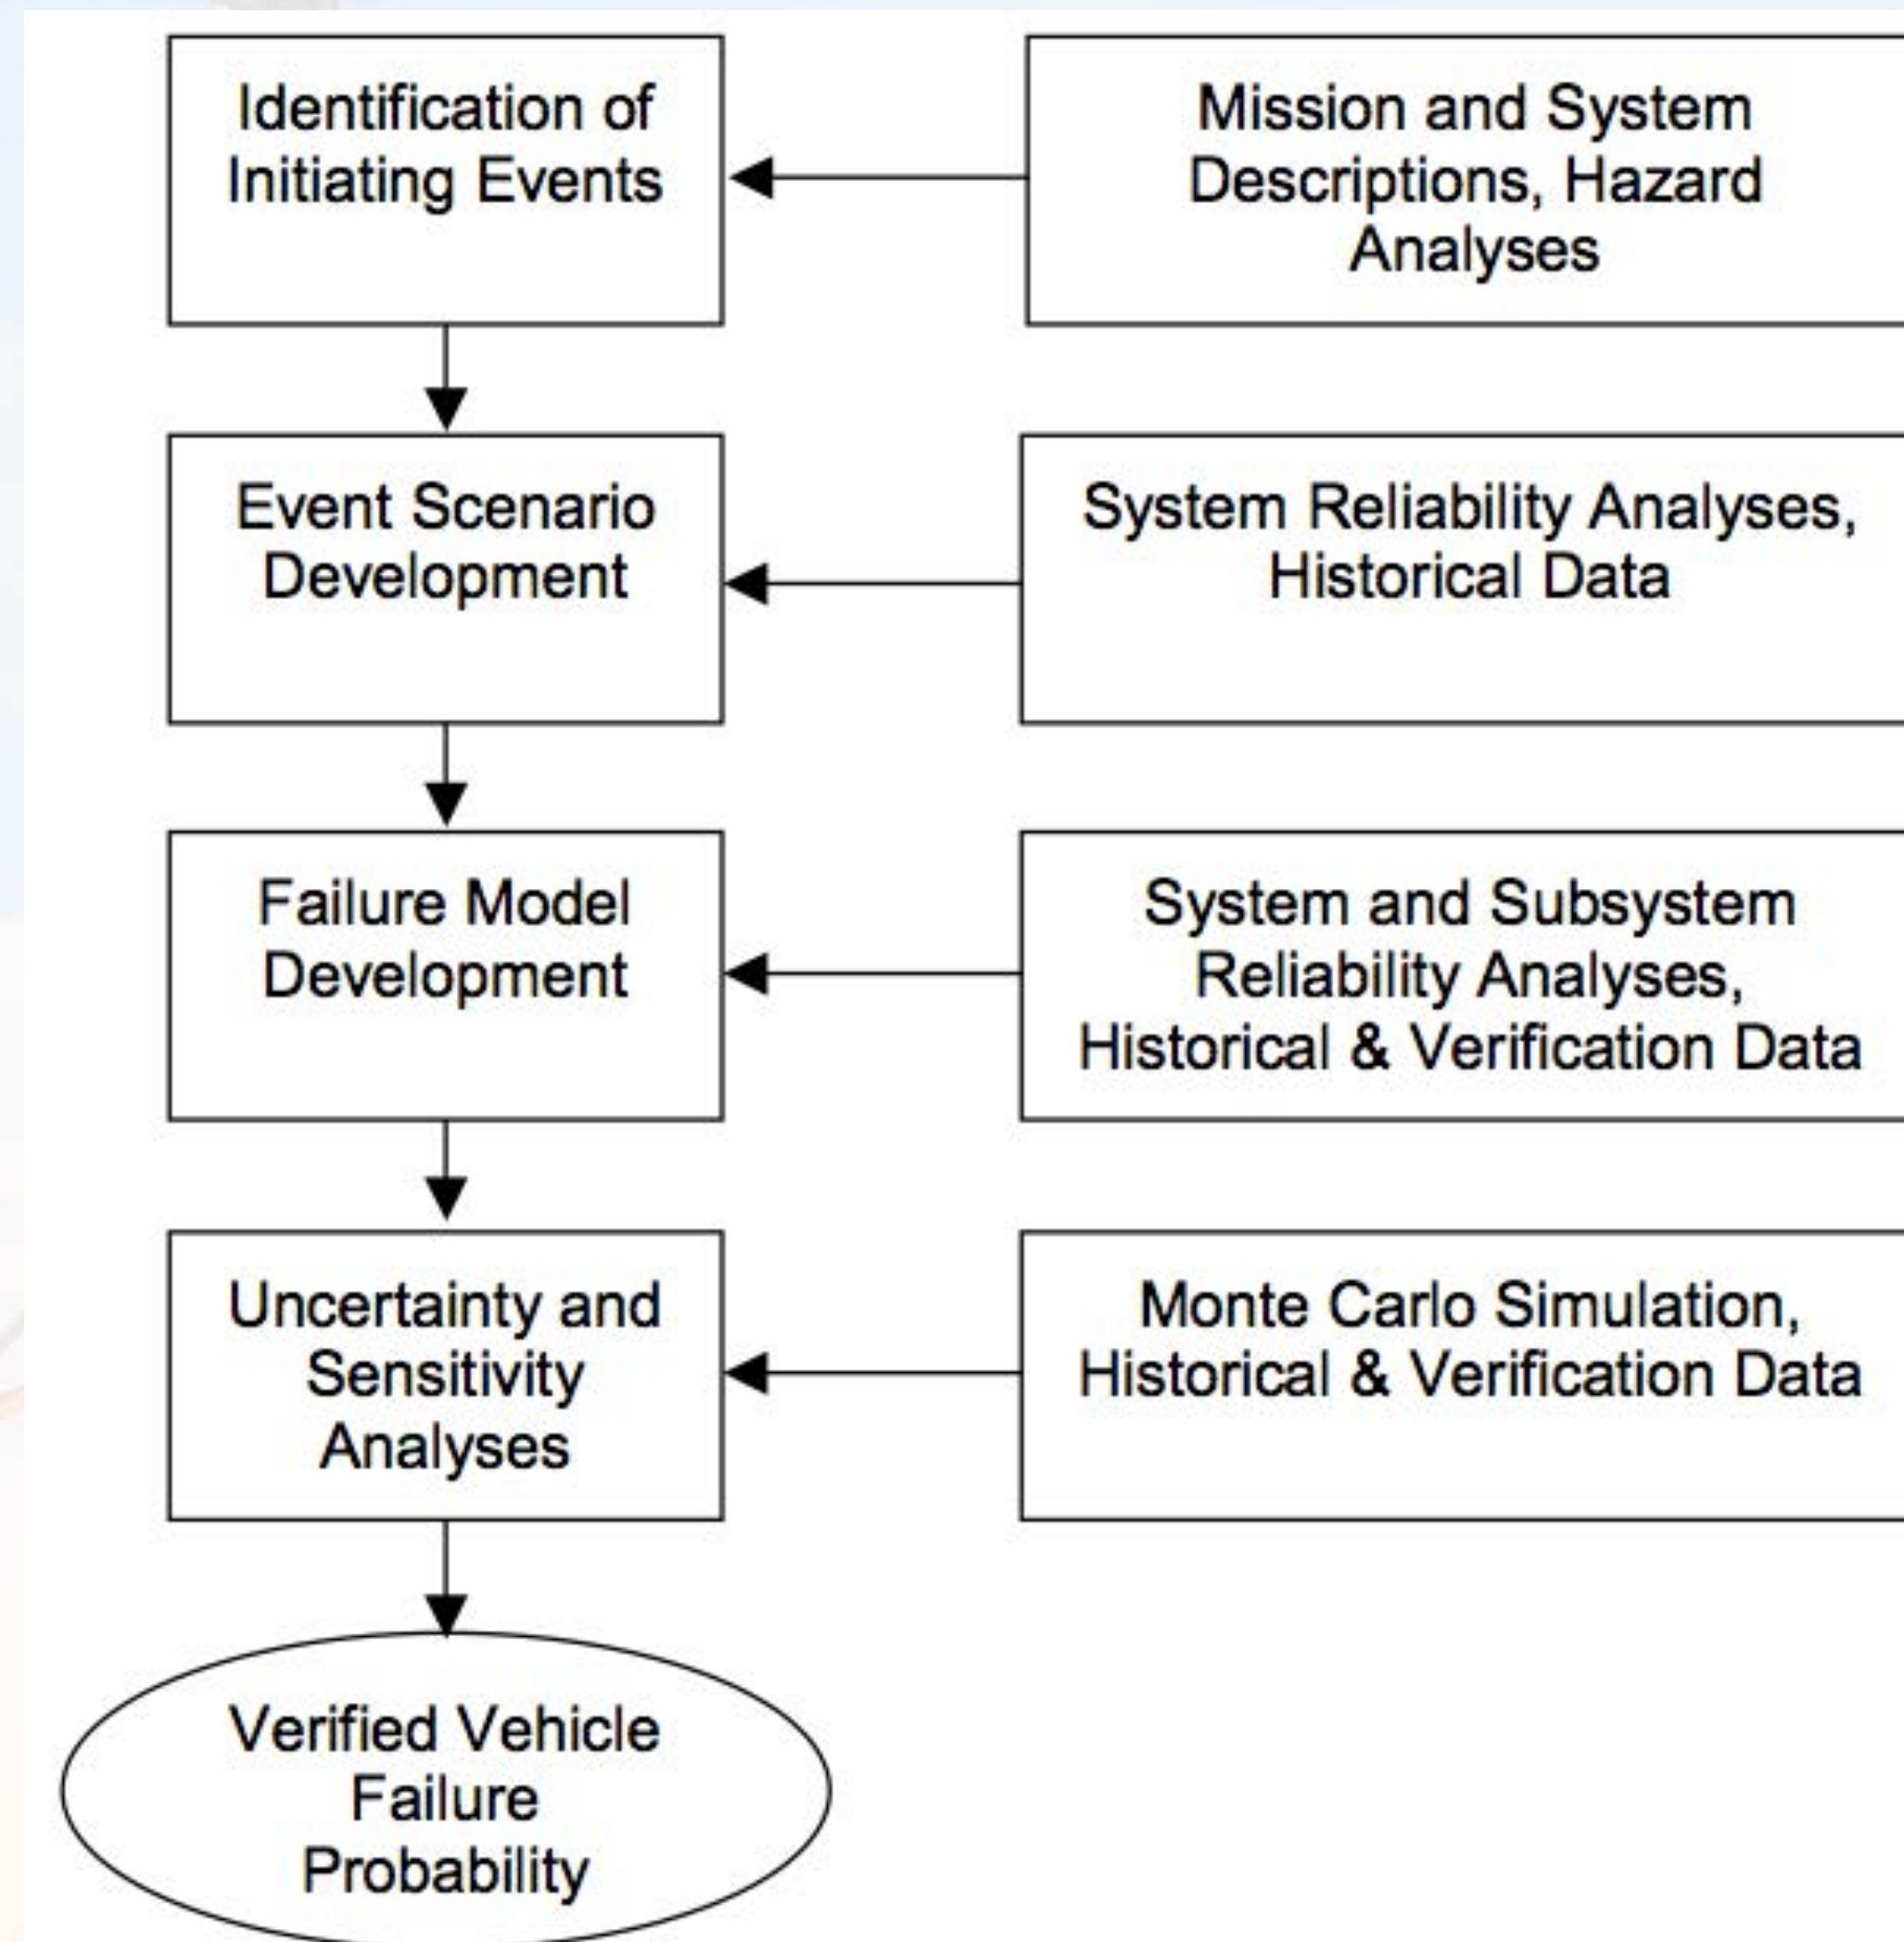 Identification of
Initiating Events
Mission and System
Descriptions, Hazard
Analyses
Event Scenario
Development
System Reliability Analyses,
Historical Data
Failure Model
Development
System and Subsystem
Reliability Analyses,
Historical & Verification Data
Uncertainty and
Sensitivity
Analyses
Monte Carlo Simulation,
Historical & Verification Data
Verified Vehicle
Failure
Probability